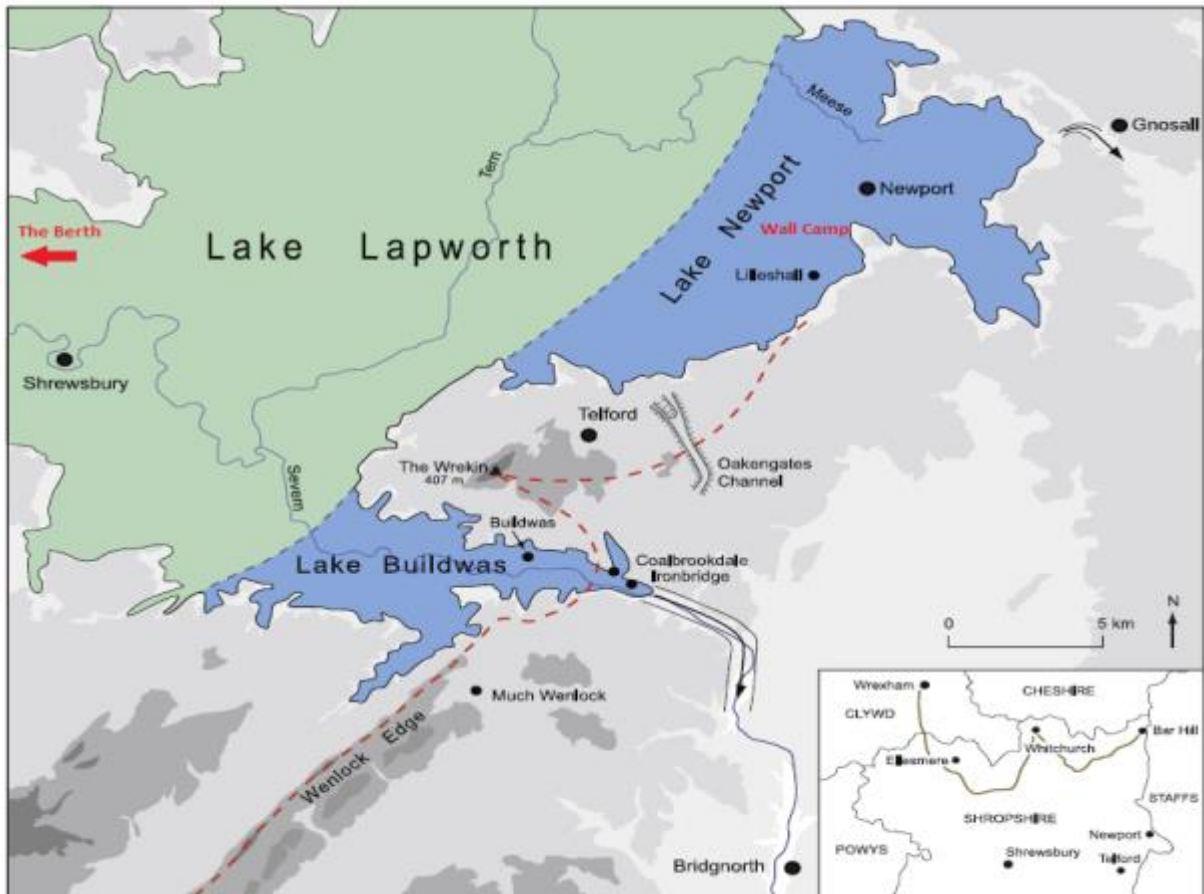 Meese
Gnosall
Newport
Tern
Lake Newport
The Berth
Wall Camp
Lake Lapworth
Lilleshall
Shrewsbury
Telford
The Wrekin
407 m
Oakengates
Channel
Severn
Buildwas
Lake Buildwas
Coalbrookdale
Ironbridge
N
0 5 km
Much Wenlock
Wenlock Edge
Bridgnorth
Wrexham
CHESHIRE
CLYWD
Bar Hill
Whitchurch
Ellesmere
STAFFS
SHROPSHIRE
Newport
POWYS
Shrewsbury
Telford